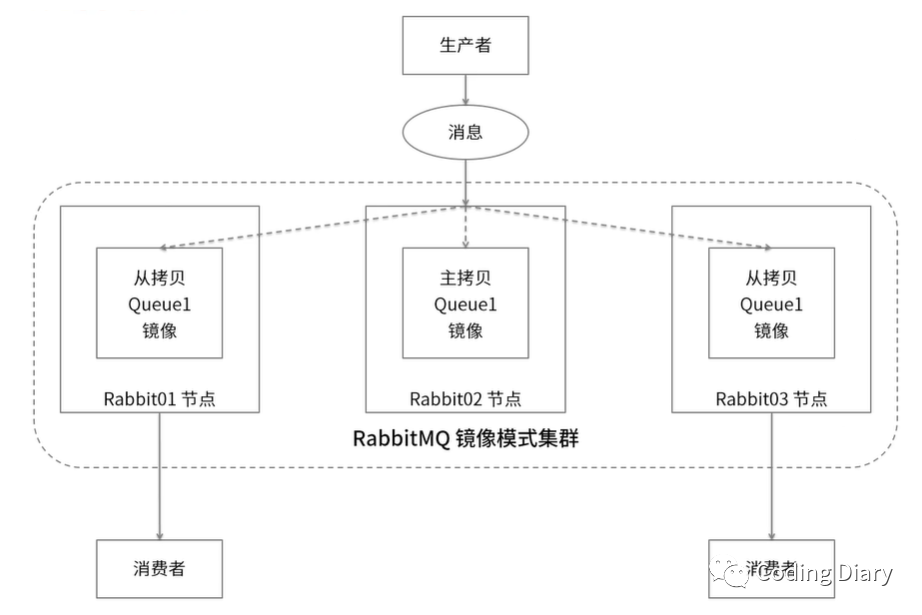 生产者
消息
从拷贝
Queue1
镜像
主拷贝
Queue1
镜像
从拷贝
Queue1
镜像
Rabbit01 节点
Rabbit02 节点
Rabbit03 节点
RabbitMQ 镜像模式集群
消费者
消费者
Coding Diary